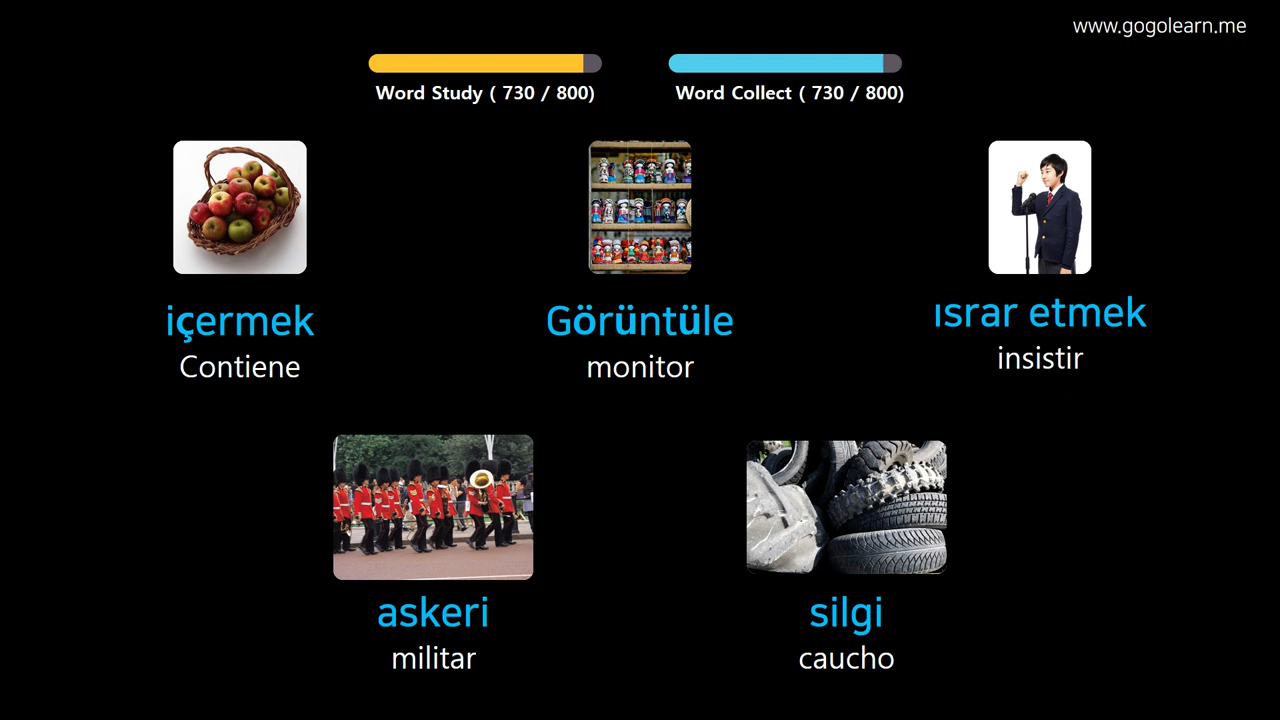 www.gogolearn.me
Word Study ( 730 / 800)
Word Collect ( 730 / 800)
içermek
Contiene
Görüntüle
monitor
ısrar etmek
insistir
askeri
militar
silgi
caucho